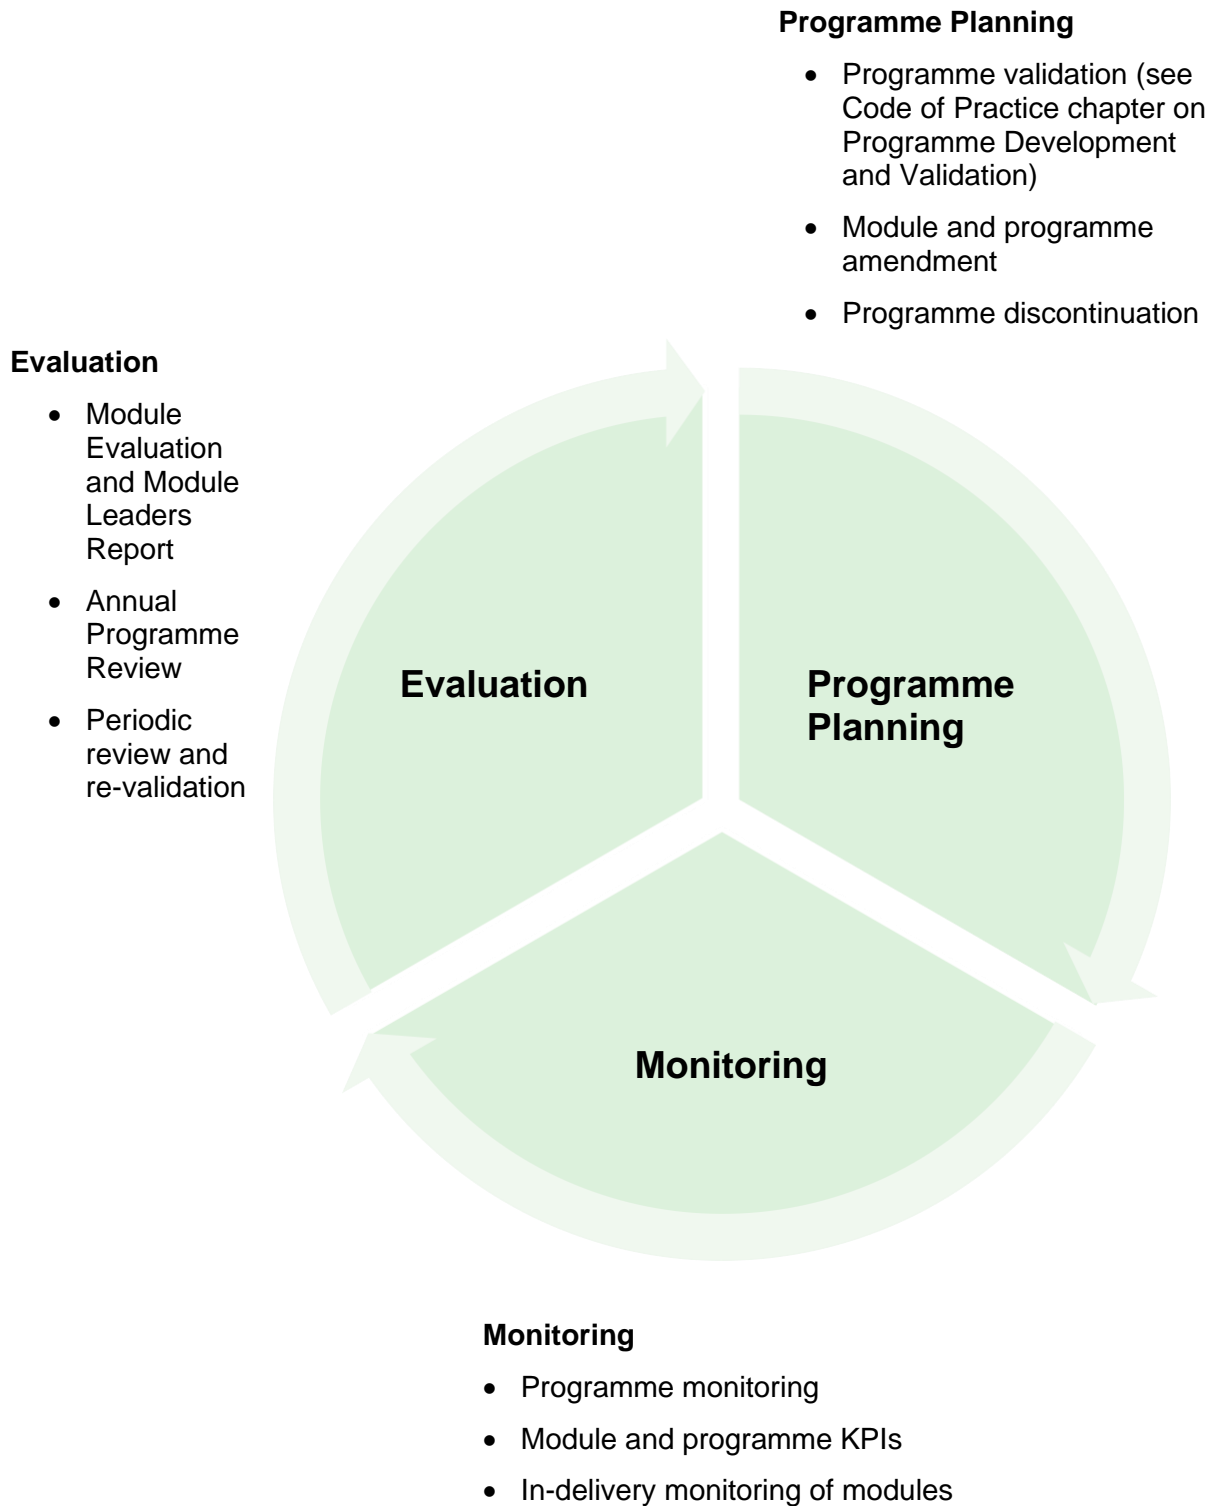 Programme Planning
• Programme validation (see
Code of Practice chapter on
Programme Development
and Validation)
• Module and programme
amendment
• Programme discontinuation
Evaluation
• Module
Evaluation
and Module
Leaders
Report
• Annual
Programme
Review
• Periodic
review and
re-validation
Evaluation
Programme
Planning
Monitoring
Monitoring
• Programme monitoring
• Module and programme KPIs
• In-delivery monitoring of modules